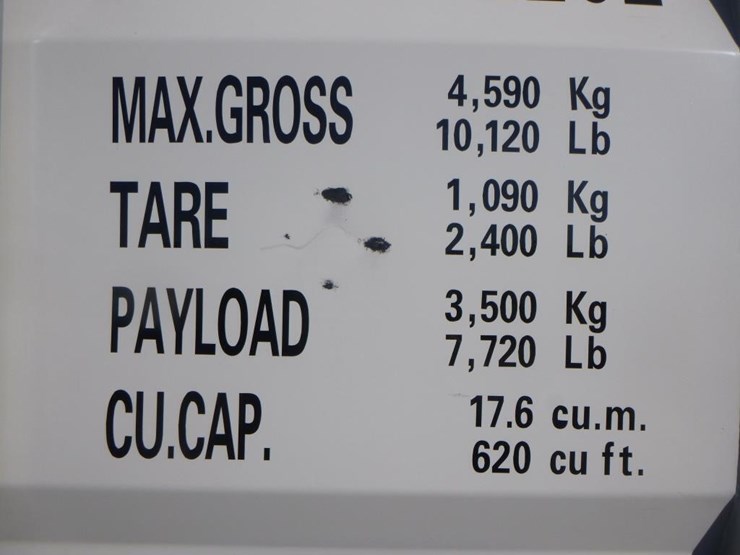 MAX.GROSS 4,590 Kg
10,120 Lb
TARE 1,090 Kg
2,400 Lb
PAYLOAD 3,500 Kg
7,720 Lb
CU.CAP. 17.6 cu.m.
620 cu ft.